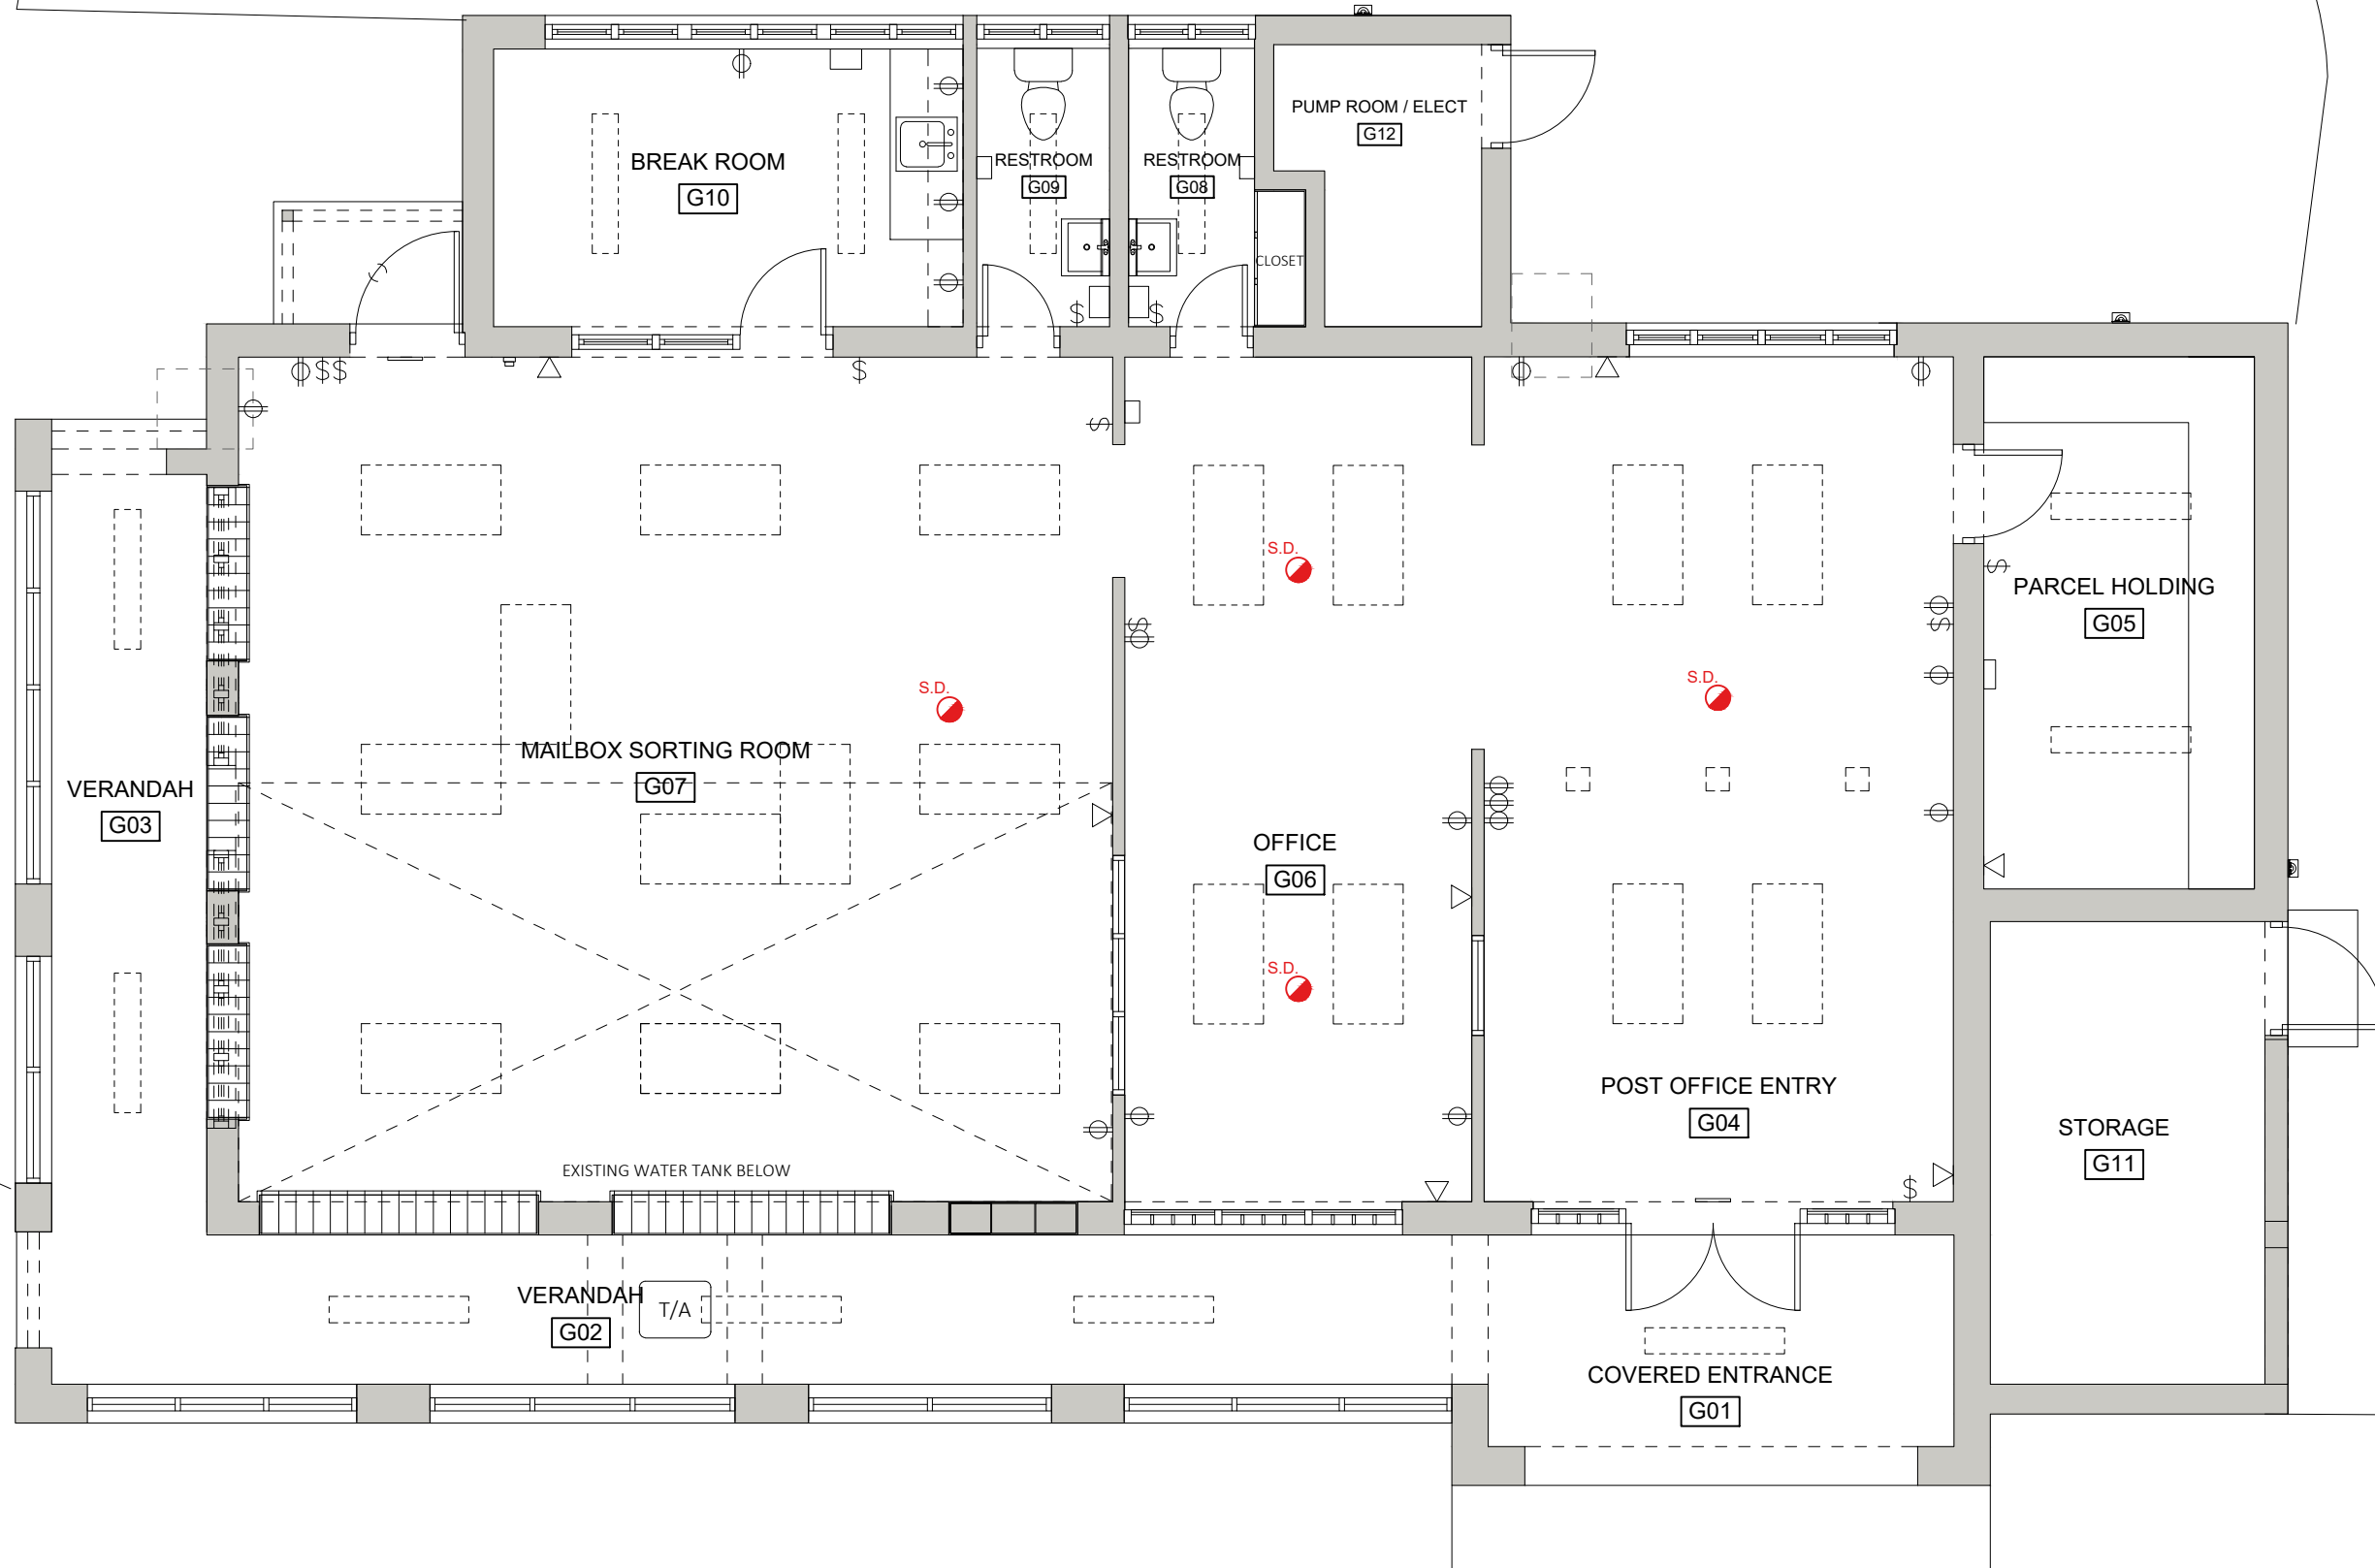 PUMP ROOM / ELECT
G12
BREAK ROOM
G10
RESTROOM
G09
RESTROOM
G08
CLOSET
$
$
$$
$
$
$
S.D.
PARCEL HOLDING
G05
$
$
S.D.
S.D.
MAILBOX SORTING ROOM
G07
VERANDAH
G03
OFFICE
G06
S.D.
POST OFFICE ENTRY
G04
STORAGE
G11
EXISTING WATER TANK BELOW
$
VERANDAH
G02
T/A
COVERED ENTRANCE
G01